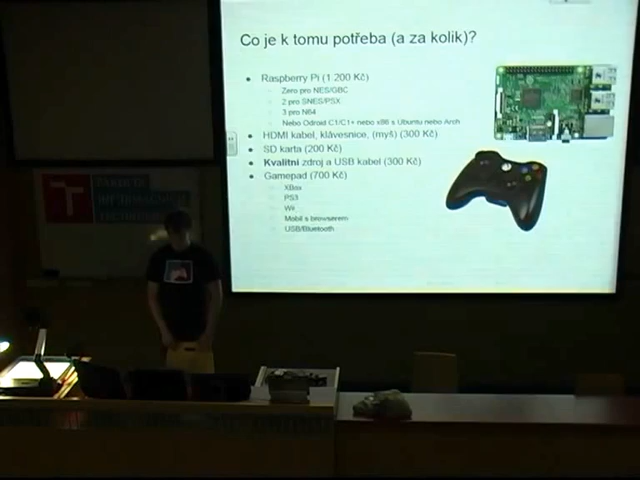 Co je k tomu potřeba (a za kolik)?
Raspberry Pi (1 200 Kč)
Zero pro NES/GBC
2 pro SNES/PSX
3 pro N64
Nebo Odroid C1/C1+ nebo x86 s Ubuntu nebo Arch
HDMI kabel, klávesnice, (myš) (300 Kč)
SD karta (200 Kč)
Kvalitní zdroj a USB kabel (300 Kč)
Gamepad (700 Kč)
XBox
PS3
Wii
Mobil s browserem
USB/Bluetooth
FAKULTA
INFORMAČNÍCH
TECHNOLOGIÍ